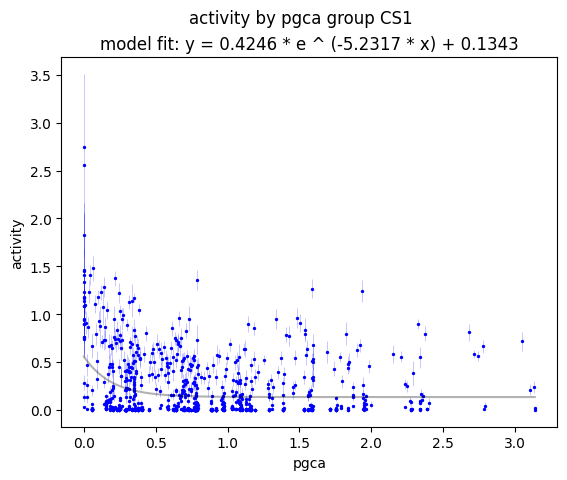 activity by pgca group CS1
model fit: y = 0.4246 * e ^ (-5.2317 * x) + 0.1343
3.5
3.0
2.5
2.0
1.5
1.0
0.5
0.0
activity
0.0 0.5 1.0 1.5 2.0 2.5 3.0
pgca